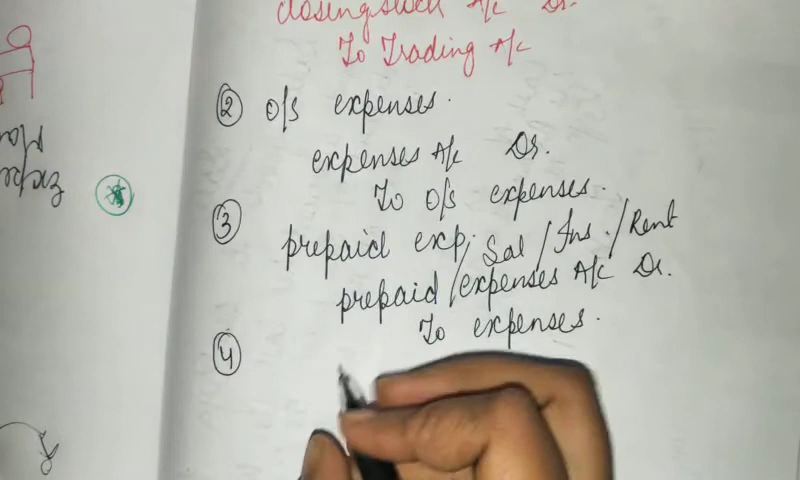 closing stock A/c Dr.
To Trading A/c
② O/s expenses.
expenses A/c Dr.
To O/s expenses.
③ prepaid exp; Sal / Ins. / Rent
prepaid / expenses A/c Dr.
To expenses.
④